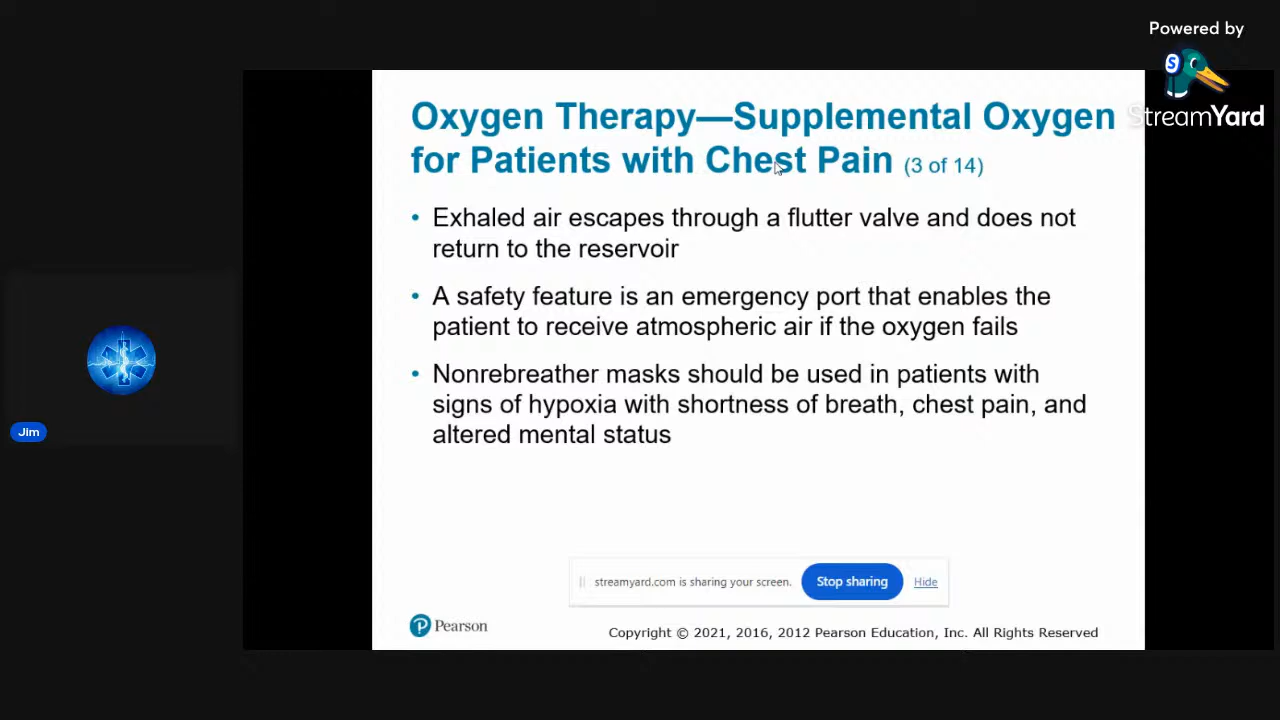 Powered by
StreamYard
Oxygen Therapy—Supplemental Oxygen
for Patients with Chest Pain (3 of 14)
• Exhaled air escapes through a flutter valve and does not
return to the reservoir
• A safety feature is an emergency port that enables the
patient to receive atmospheric air if the oxygen fails
• Nonrebreather masks should be used in patients with
signs of hypoxia with shortness of breath, chest pain, and
altered mental status
Jim
streamyard.com is sharing your screen. Stop sharing Hide
Pearson
Copyright © 2021, 2016, 2012 Pearson Education, Inc. All Rights Reserved